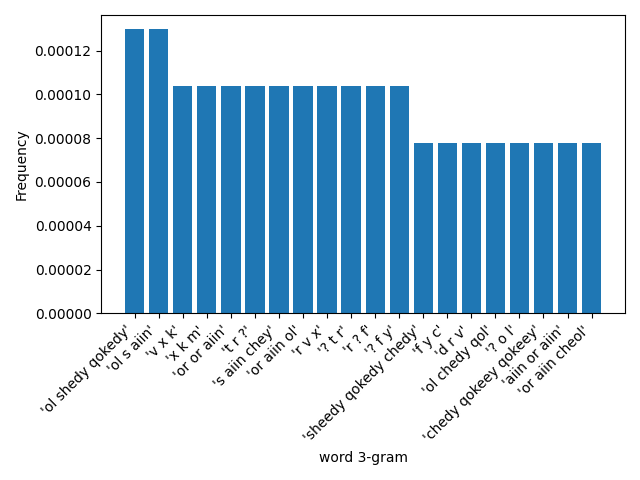 0.00012
0.00010
0.00008
0.00006
0.00004
0.00002
0.00000
Frequency
'ol shedy qokedy'
'ol s aiin'
'v x k'
'x k m'
'or or aiin'
't r ?'
's aiin chey'
'or aiin ol'
'r v x'
'? t r'
'r ? f'
'? f y'
'sheedy qokedy chedy'
'f y c'
'd r v'
'ol chedy qol'
'? o l'
'chedy qokeey qokeey'
'aiin or aiin'
'or aiin cheol'
word 3-gram